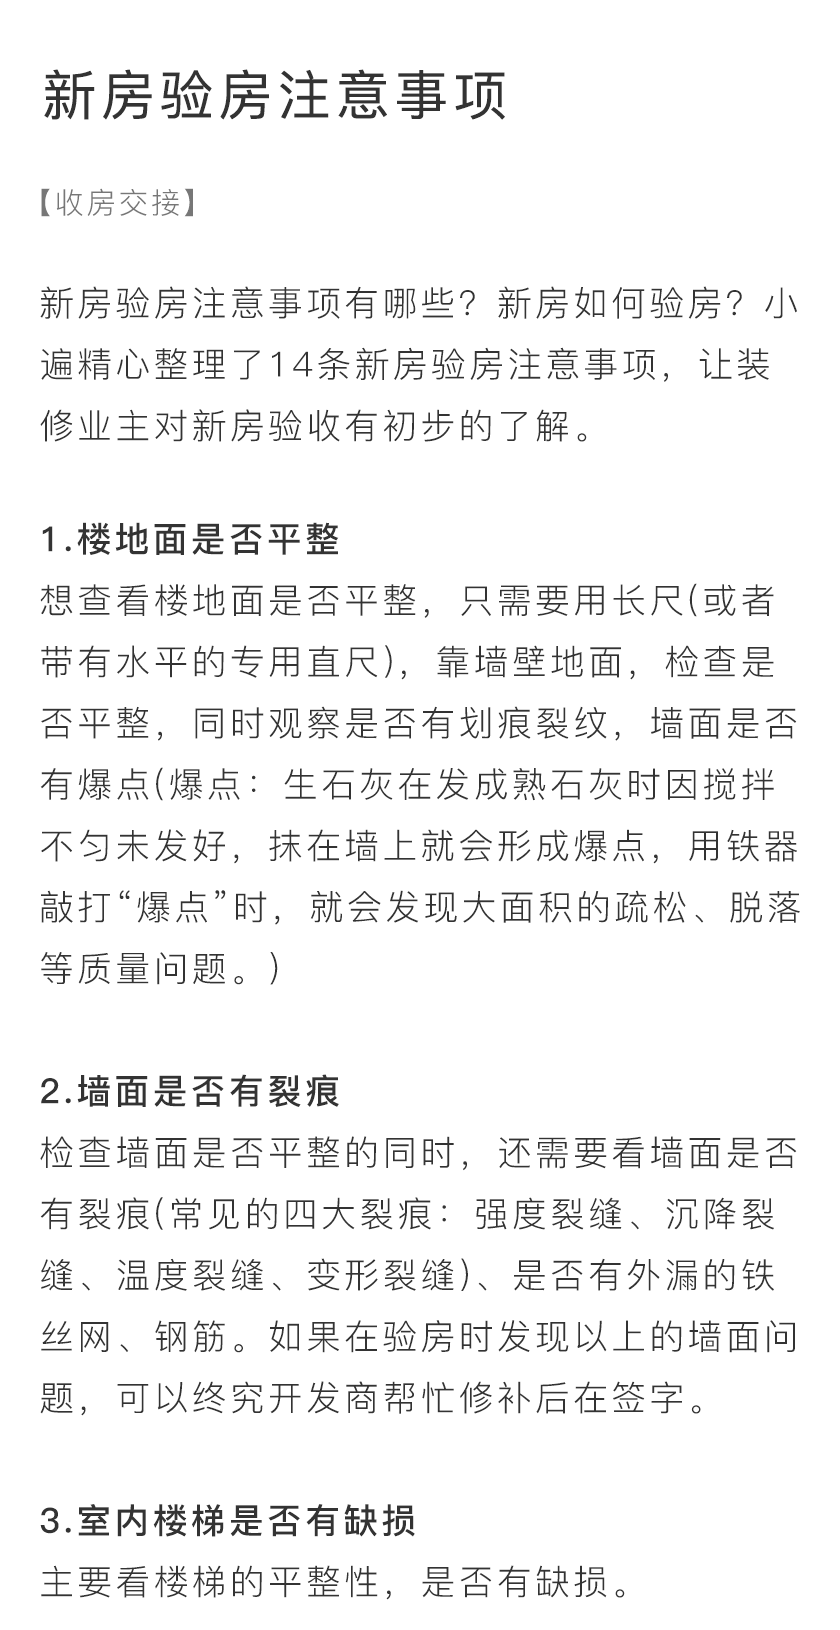 新房验房注意事项
【收房交接】
新房验房注意事项有哪些？新房如何验房？小
遍精心整理了14条新房验房注意事项，让装
修业主对新房验收有初步的了解。
1.楼地面是否平整
想查看楼地面是否平整，只需要用长尺(或者
带有水平的专用直尺)，靠墙壁地面，检查是
否平整，同时观察是否有划痕裂纹，墙面是否
有爆点(爆点：生石灰在发成熟石灰时因搅拌
不匀未发好，抹在墙上就会形成爆点，用铁器
敲打“爆点”时，就会发现大面积的疏松、脱落
等质量问题。)
2.墙面是否有裂痕
检查墙面是否平整的同时，还需要看墙面是否
有裂痕(常见的四大裂痕：强度裂缝、沉降裂
缝、温度裂缝、变形裂缝)、是否有外漏的铁
丝网、钢筋。如果在验房时发现以上的墙面问
题，可以终究开发商帮忙修补后在签字。
3.室内楼梯是否有缺损
主要看楼梯的平整性，是否有缺损。